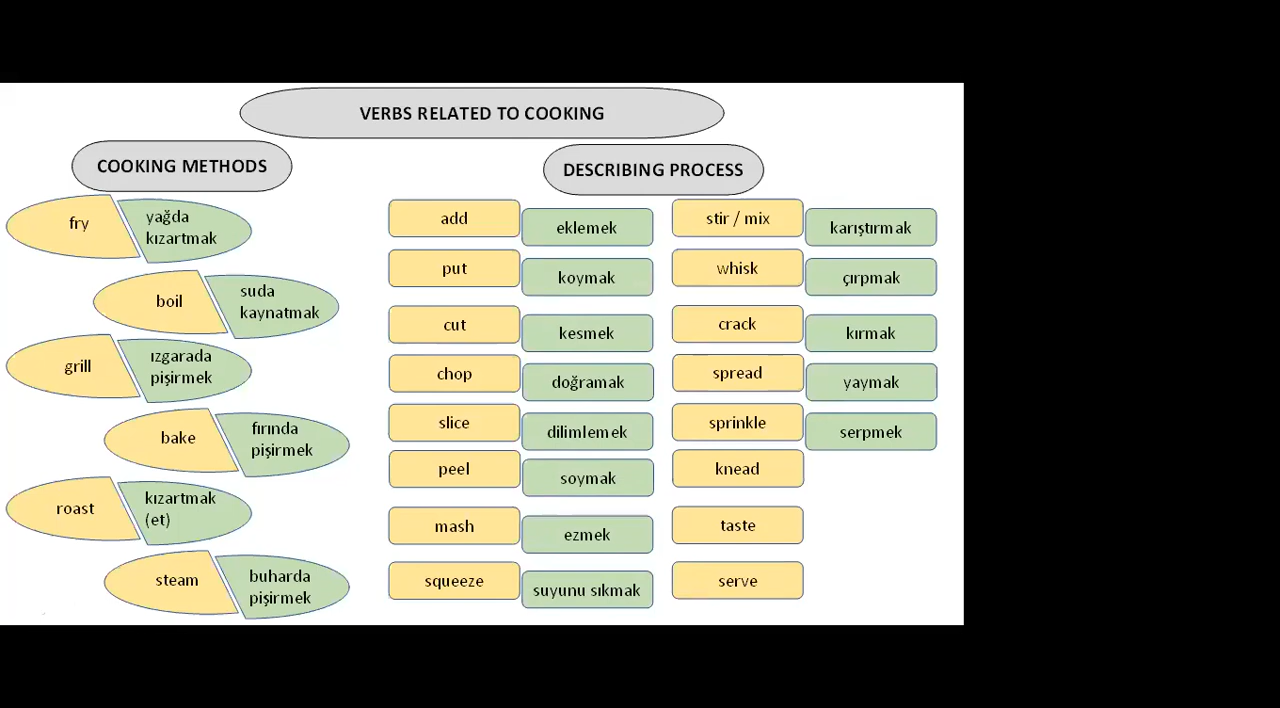 VERBS RELATED TO COOKING
COOKING METHODS
fry
yağda
kızartmak
boil
suda
kaynatmak
grill
ızgarada
pişirmek
bake
fırında
pişirmek
roast
kızartmak
(et)
steam
buharda
pişirmek
DESCRIBING PROCESS
add
eklemek
put
koymak
cut
kesmek
chop
doğramak
slice
dilimlemek
peel
soymak
mash
ezmek
squeeze
suyunu sıkmak
stir / mix
karıştırmak
whisk
çırpmak
crack
kırmak
spread
yaymak
sprinkle
serpmek
knead
taste
serve